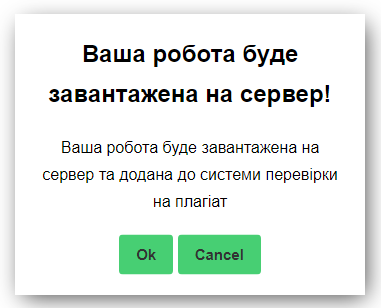 Ваша робота буде
завантажена на сервер!
Ваша робота буде завантажена на
сервер та додана до системи перевірки
на плагіат
Ok Cancel